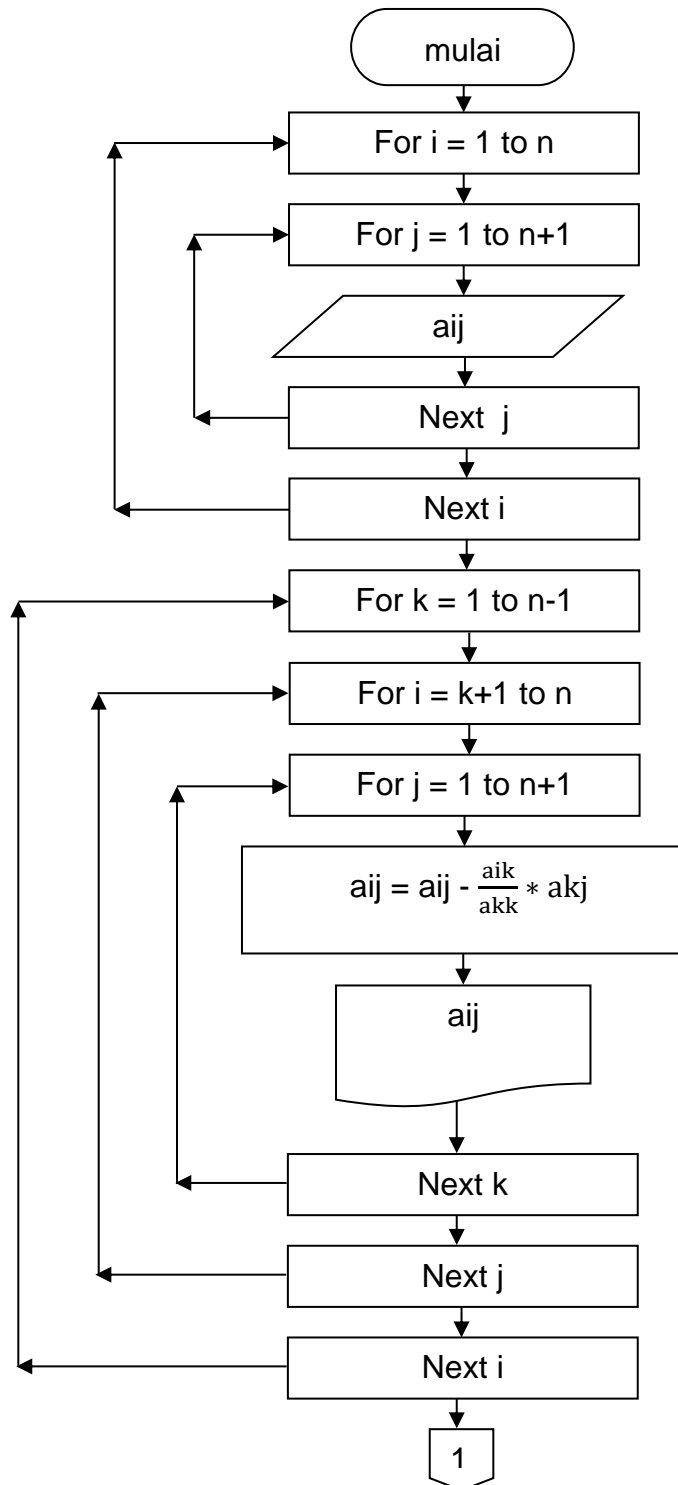 mulai
For i = 1 to n
For j = 1 to n+1
aij
Next j
Next i
For k = 1 to n-1
For i = k+1 to n
For j = 1 to n+1
aij = aij - aik/akk * akj
aij
Next k
Next j
Next i
1